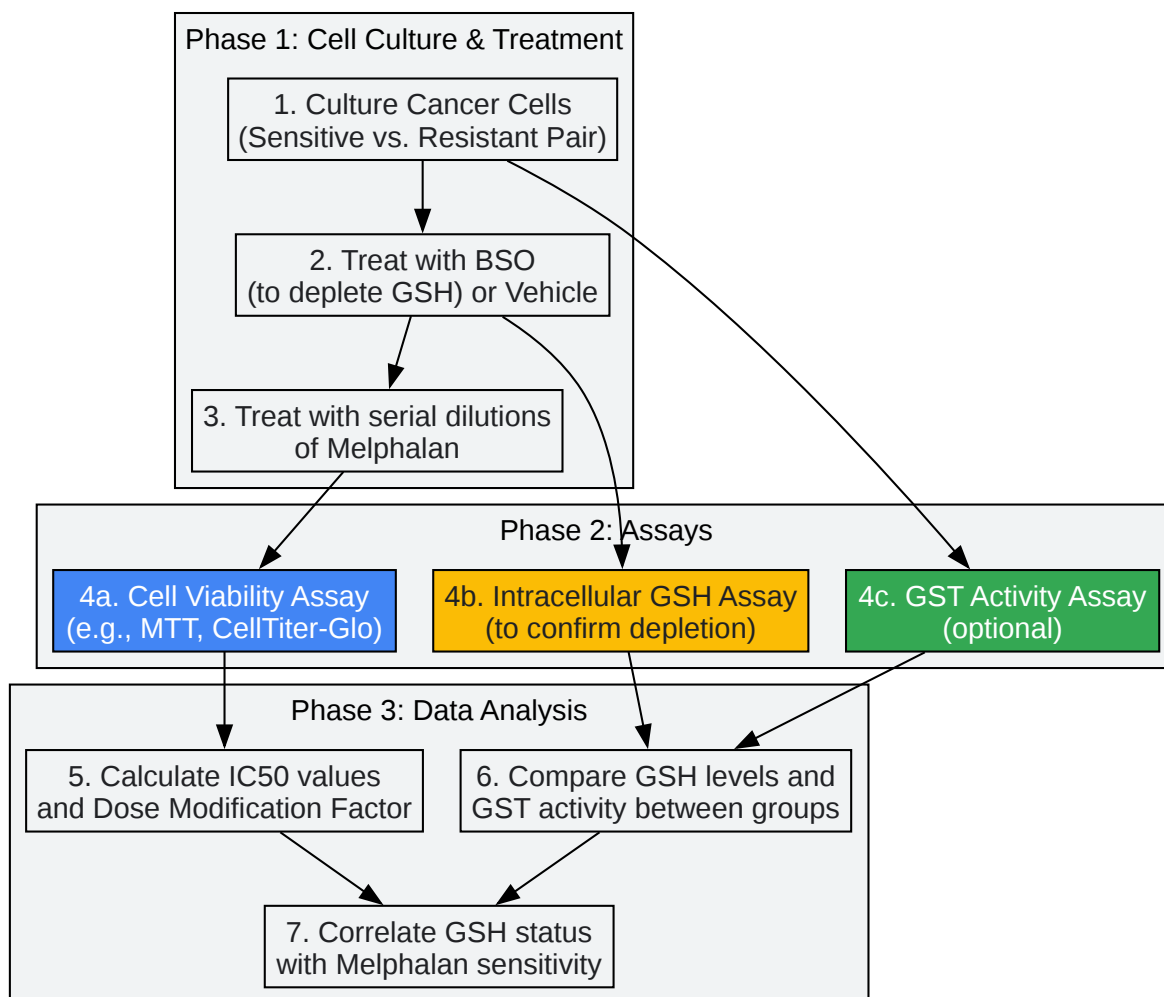 Phase 1: Cell Culture & Treatment
1. Culture Cancer Cells
(Sensitive vs. Resistant Pair)
2. Treat with BSO
(to deplete GSH) or Vehicle
3. Treat with serial dilutions
of Melphalan
Phase 2: Assays
4a. Cell Viability Assay
(e.g., MTT, CellTiter-Glo)
4b. Intracellular GSH Assay
(to confirm depletion)
4c. GST Activity Assay
(optional)
Phase 3: Data Analysis
5. Calculate IC50 values
and Dose Modification Factor
6. Compare GSH levels and
GST activity between groups
7. Correlate GSH status
with Melphalan sensitivity